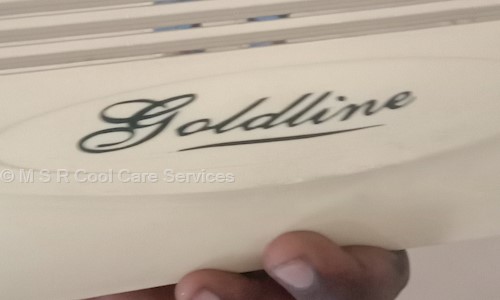 Goldline
© M S R Cool Care Services